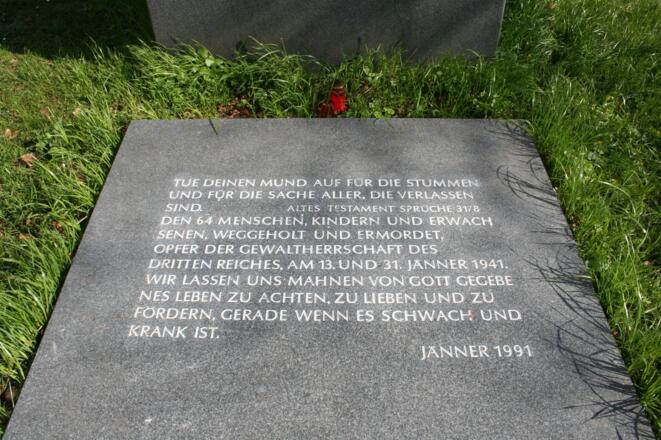 TUE DEINEN MUND AUF FÜR DIE STUMMEN
UND FÜR DIE SACHE ALLER, DIE VERLASSEN
SIND. ALTES TESTAMENT SPRÜCHE 31/8
DEN 64 MENSCHEN, KINDERN UND ERWACH
SENEN, WEGGEHOLT UND ERMORDET,
OPFER DER GEWALTHERRSCHAFT DES
DRITTEN REICHES, AM 13. UND 31. JÄNNER 1941.
WIR LASSEN UNS MAHNEN VON GOTT GEGEBE
NES LEBEN ZU ACHTEN, ZU LIEBEN UND ZU
FÖRDERN, GERADE WENN ES SCHWACH UND
KRANK IST.
JÄNNER 1991